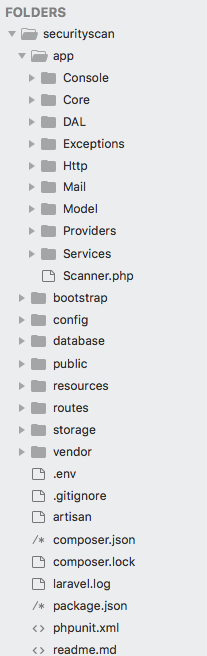 FOLDERS
securityscan
app
Console
Core
DAL
Exceptions
Http
Mail
Model
Providers
Services
Scanner.php
bootstrap
config
database
public
resources
routes
storage
vendor
.env
.gitignore
artisan
/* composer.json
composer.lock
laravel.log
/* package.json
<> phpunit.xml
<> readme.md